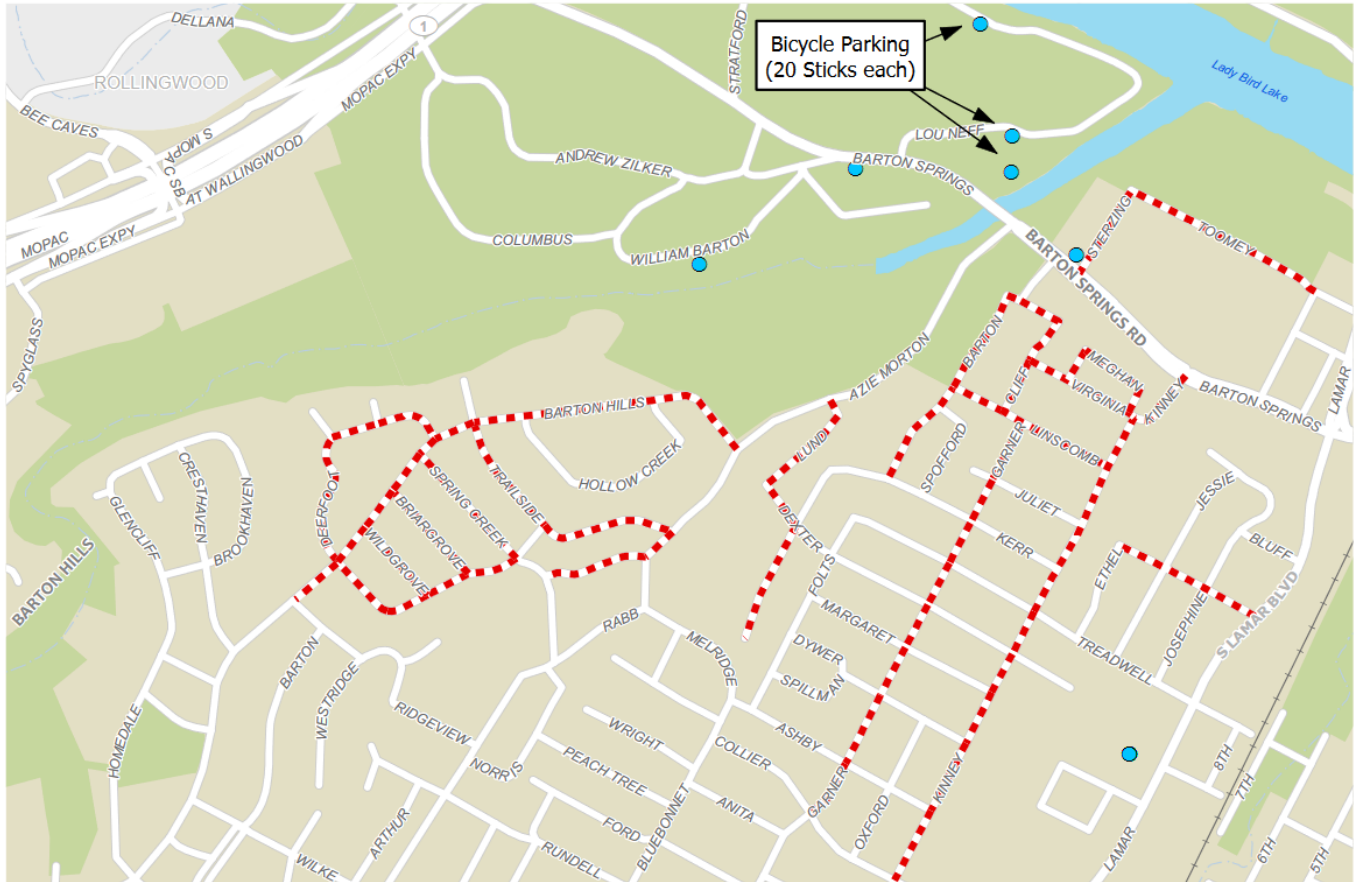 DELLANA
1
STRATFORD
Bicycle Parking
(20 Sticks each)
Lady Bird Lake
ROLLINGWOOD
MOPAC EXPY
BEE CAVES
S MOPAC SB
AT WALLINGWOOD
LOU NEFF
ANDREW ZILKER
BARTON SPRINGS
MOPAC
MOPAC EXPY
COLUMBUS
WILLIAM BARTON
STERZING
TOOMEY
BARTON SPRINGS RD
SPYGLASS
AZIE MORTON
BARTON
CLIFF
MEGHAN
VIRGINIA
KINNEY
BARTON SPRINGS
LAMAR
BARTON HILLS
LUND
SPOFFORD
GARNER
LINSCOMB
HOLLOW CREEK
TRAILSIDE
SPRING CREEK
BRIARGROVE
WILDGROVE
DEERFOOT
CRESTHAVEN
BROOKHAVEN
GLENCLIFF
BARTON HILLS
DEXTER
JULIET
JESSIE
KERR
BLUFF
ETHEL
FOLTS
MARGARET
JOSEPHINE
S LAMAR BLVD
TREADWELL
RABB
MELRIDGE
DYWER
SPILLMAN
BARTON
WESTRIDGE
RIDGEVIEW
HOMEDALE
NORRIS
WRIGHT
COLLIER
ASHBY
PEACH TREE
ANITA
GARNER
KINNEY
OXFORD
8TH
7TH
ARTHUR
FORD
BLUEBONNET
RUNDELL
WILKE
LAMAR
6TH
5TH